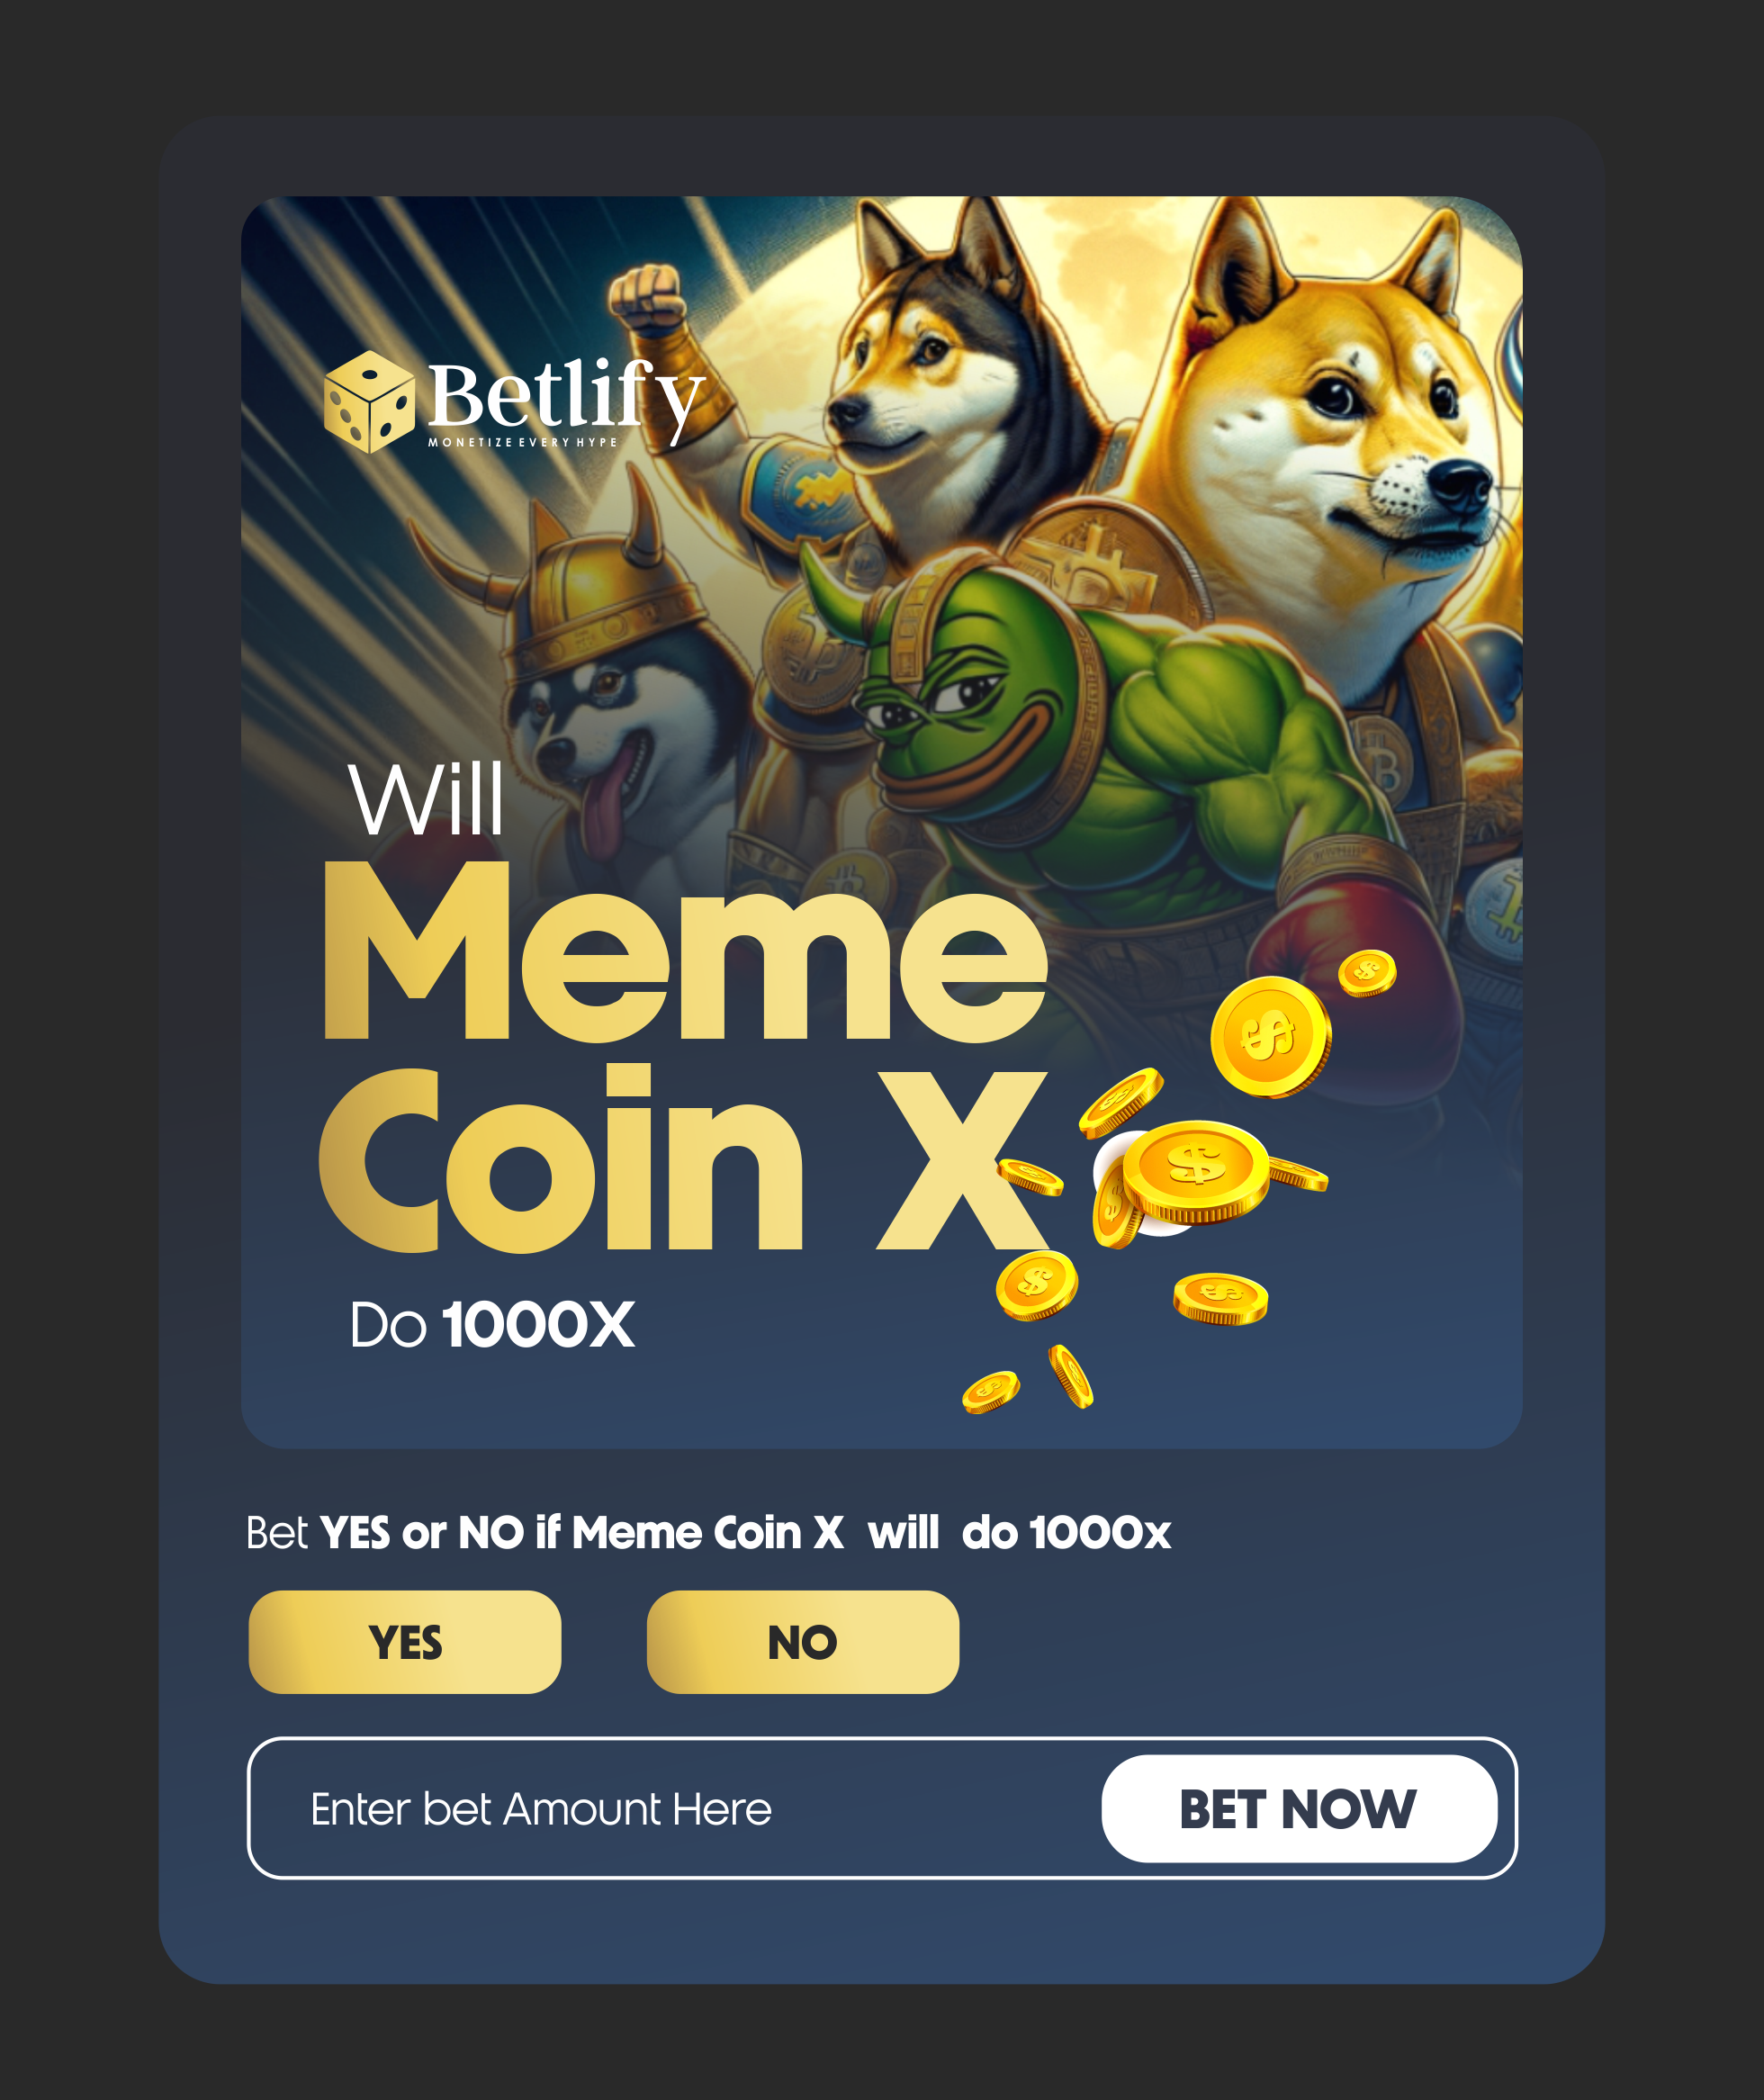 Betlify
MONETIZE EVERY HYPE
Will
Meme
Coin X
Do 1000X
Bet YES or NO if Meme Coin X will do 1000x
YES
NO
Enter bet Amount Here
BET NOW